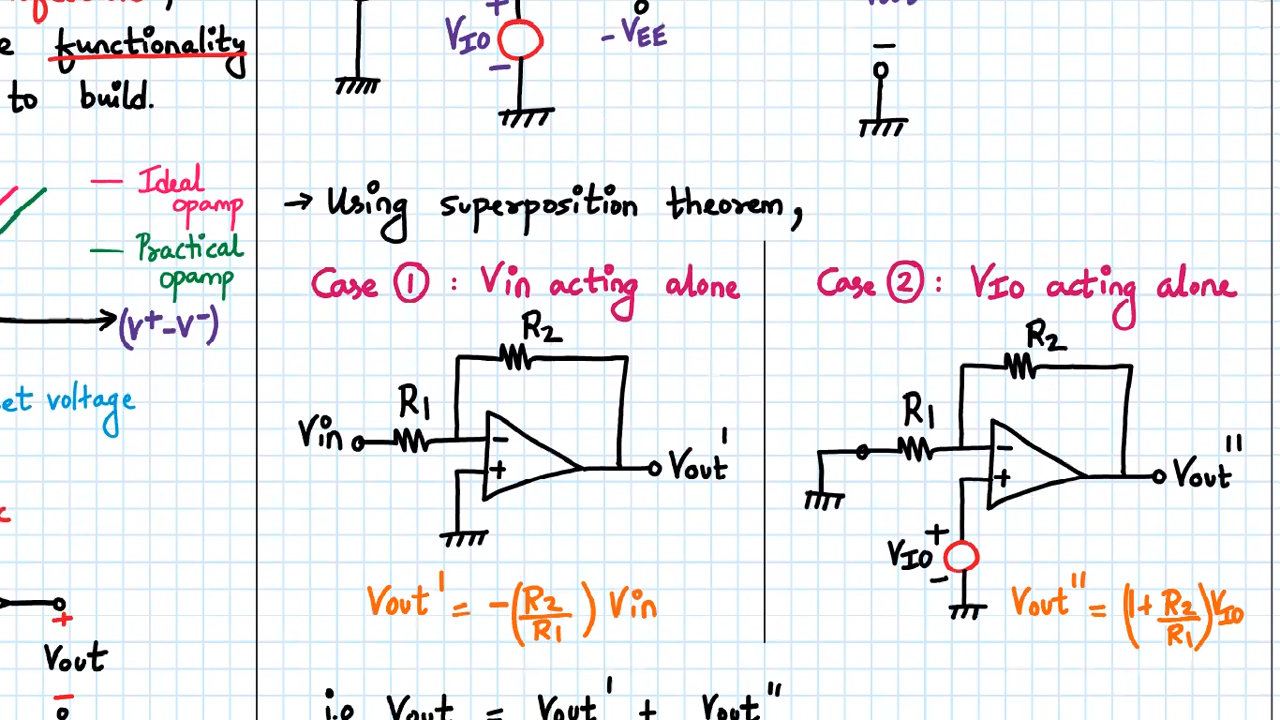 functionality
to build.
— Ideal
opamp
— Practical
opamp
(V⁺-V⁻)
et voltage
+
Vout
−
+
VIO
−
-VEE
−
→ Using superposition theorem,
Case ① : Vin acting alone
R2
R1
Vin
−
+
Vout'
Vout' = -(R2/R1) Vin
Case ② : VIO acting alone
R2
R1
−
+
Vout"
+
VIO
−
Vout" = (1+R2/R1)VIO
i.e Vout = Vout' + Vout"